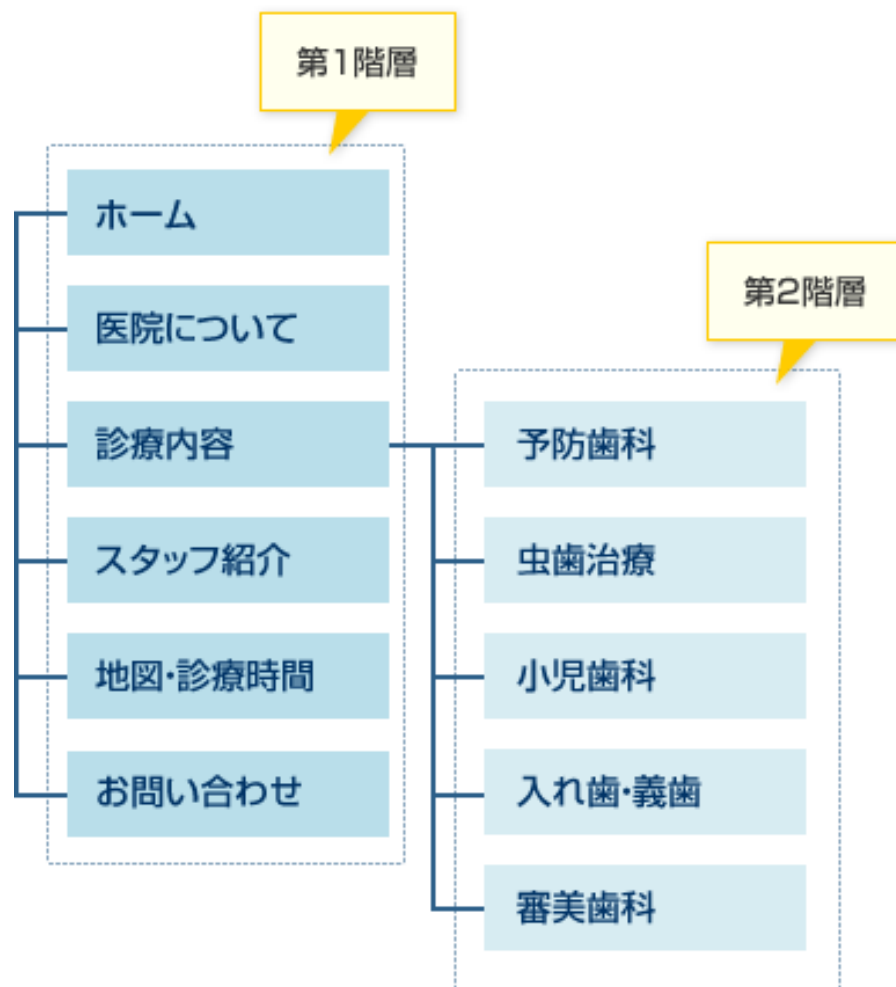 第1階層
ホーム
医院について
診療内容
スタッフ紹介
地図・診療時間
お問い合わせ
第2階層
予防歯科
虫歯治療
小児歯科
入れ歯・義歯
審美歯科